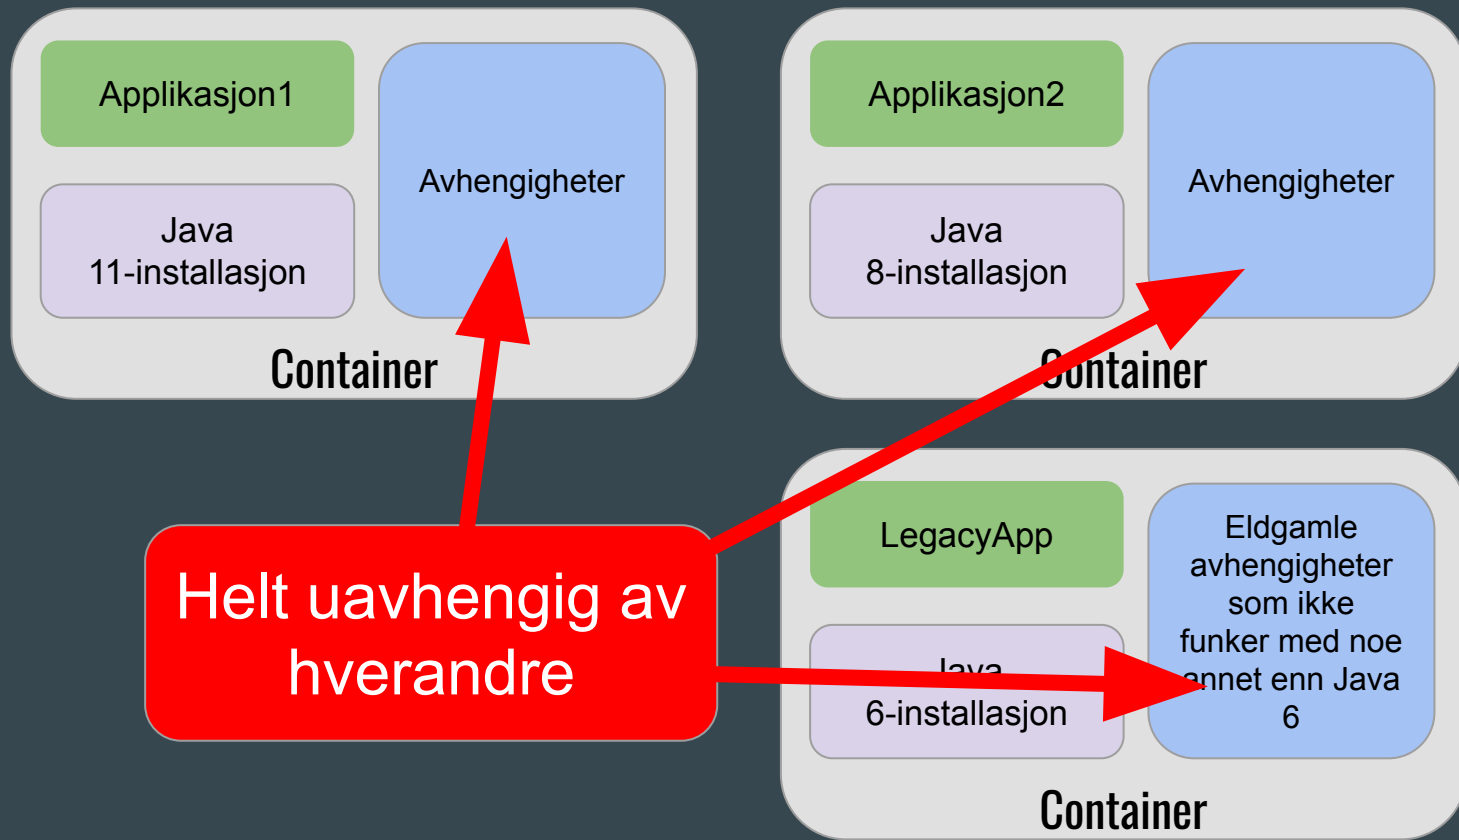 Applikasjon1
Avhengigheter
Java
11-installasjon
Container
Applikasjon2
Avhengigheter
Java
8-installasjon
Container
Helt uavhengig av
hverandre
LegacyApp
Eldgamle
avhengigheter
som ikke
funker med noe
annet enn Java
6
Java
6-installasjon
Container